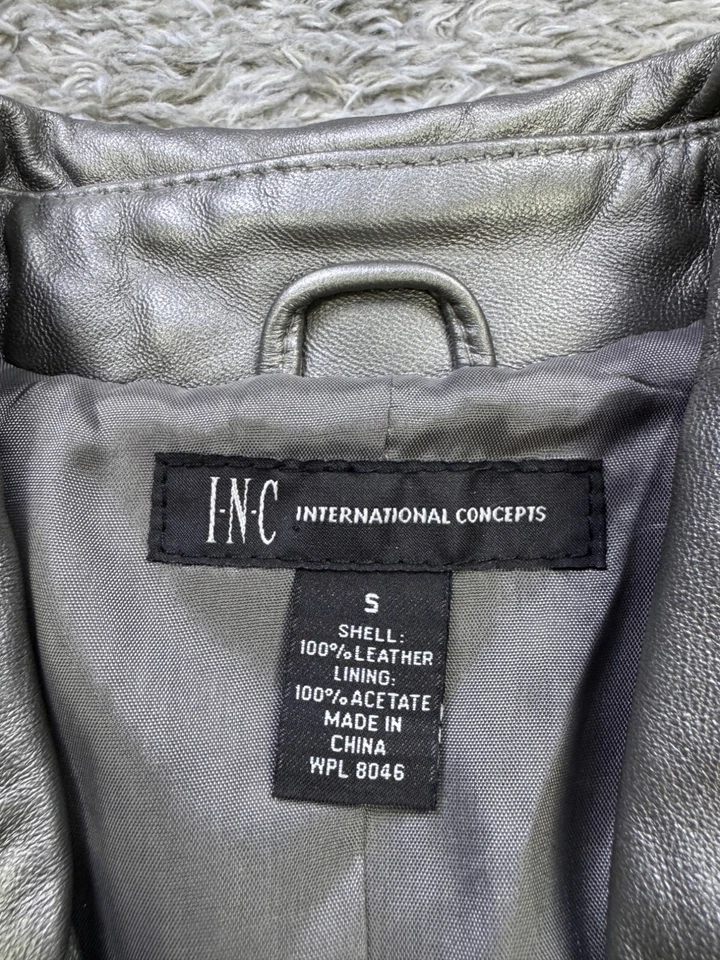 I·N·C INTERNATIONAL CONCEPTS
S
SHELL:
100% LEATHER
LINING:
100% ACETATE
MADE IN
CHINA
WPL 8046